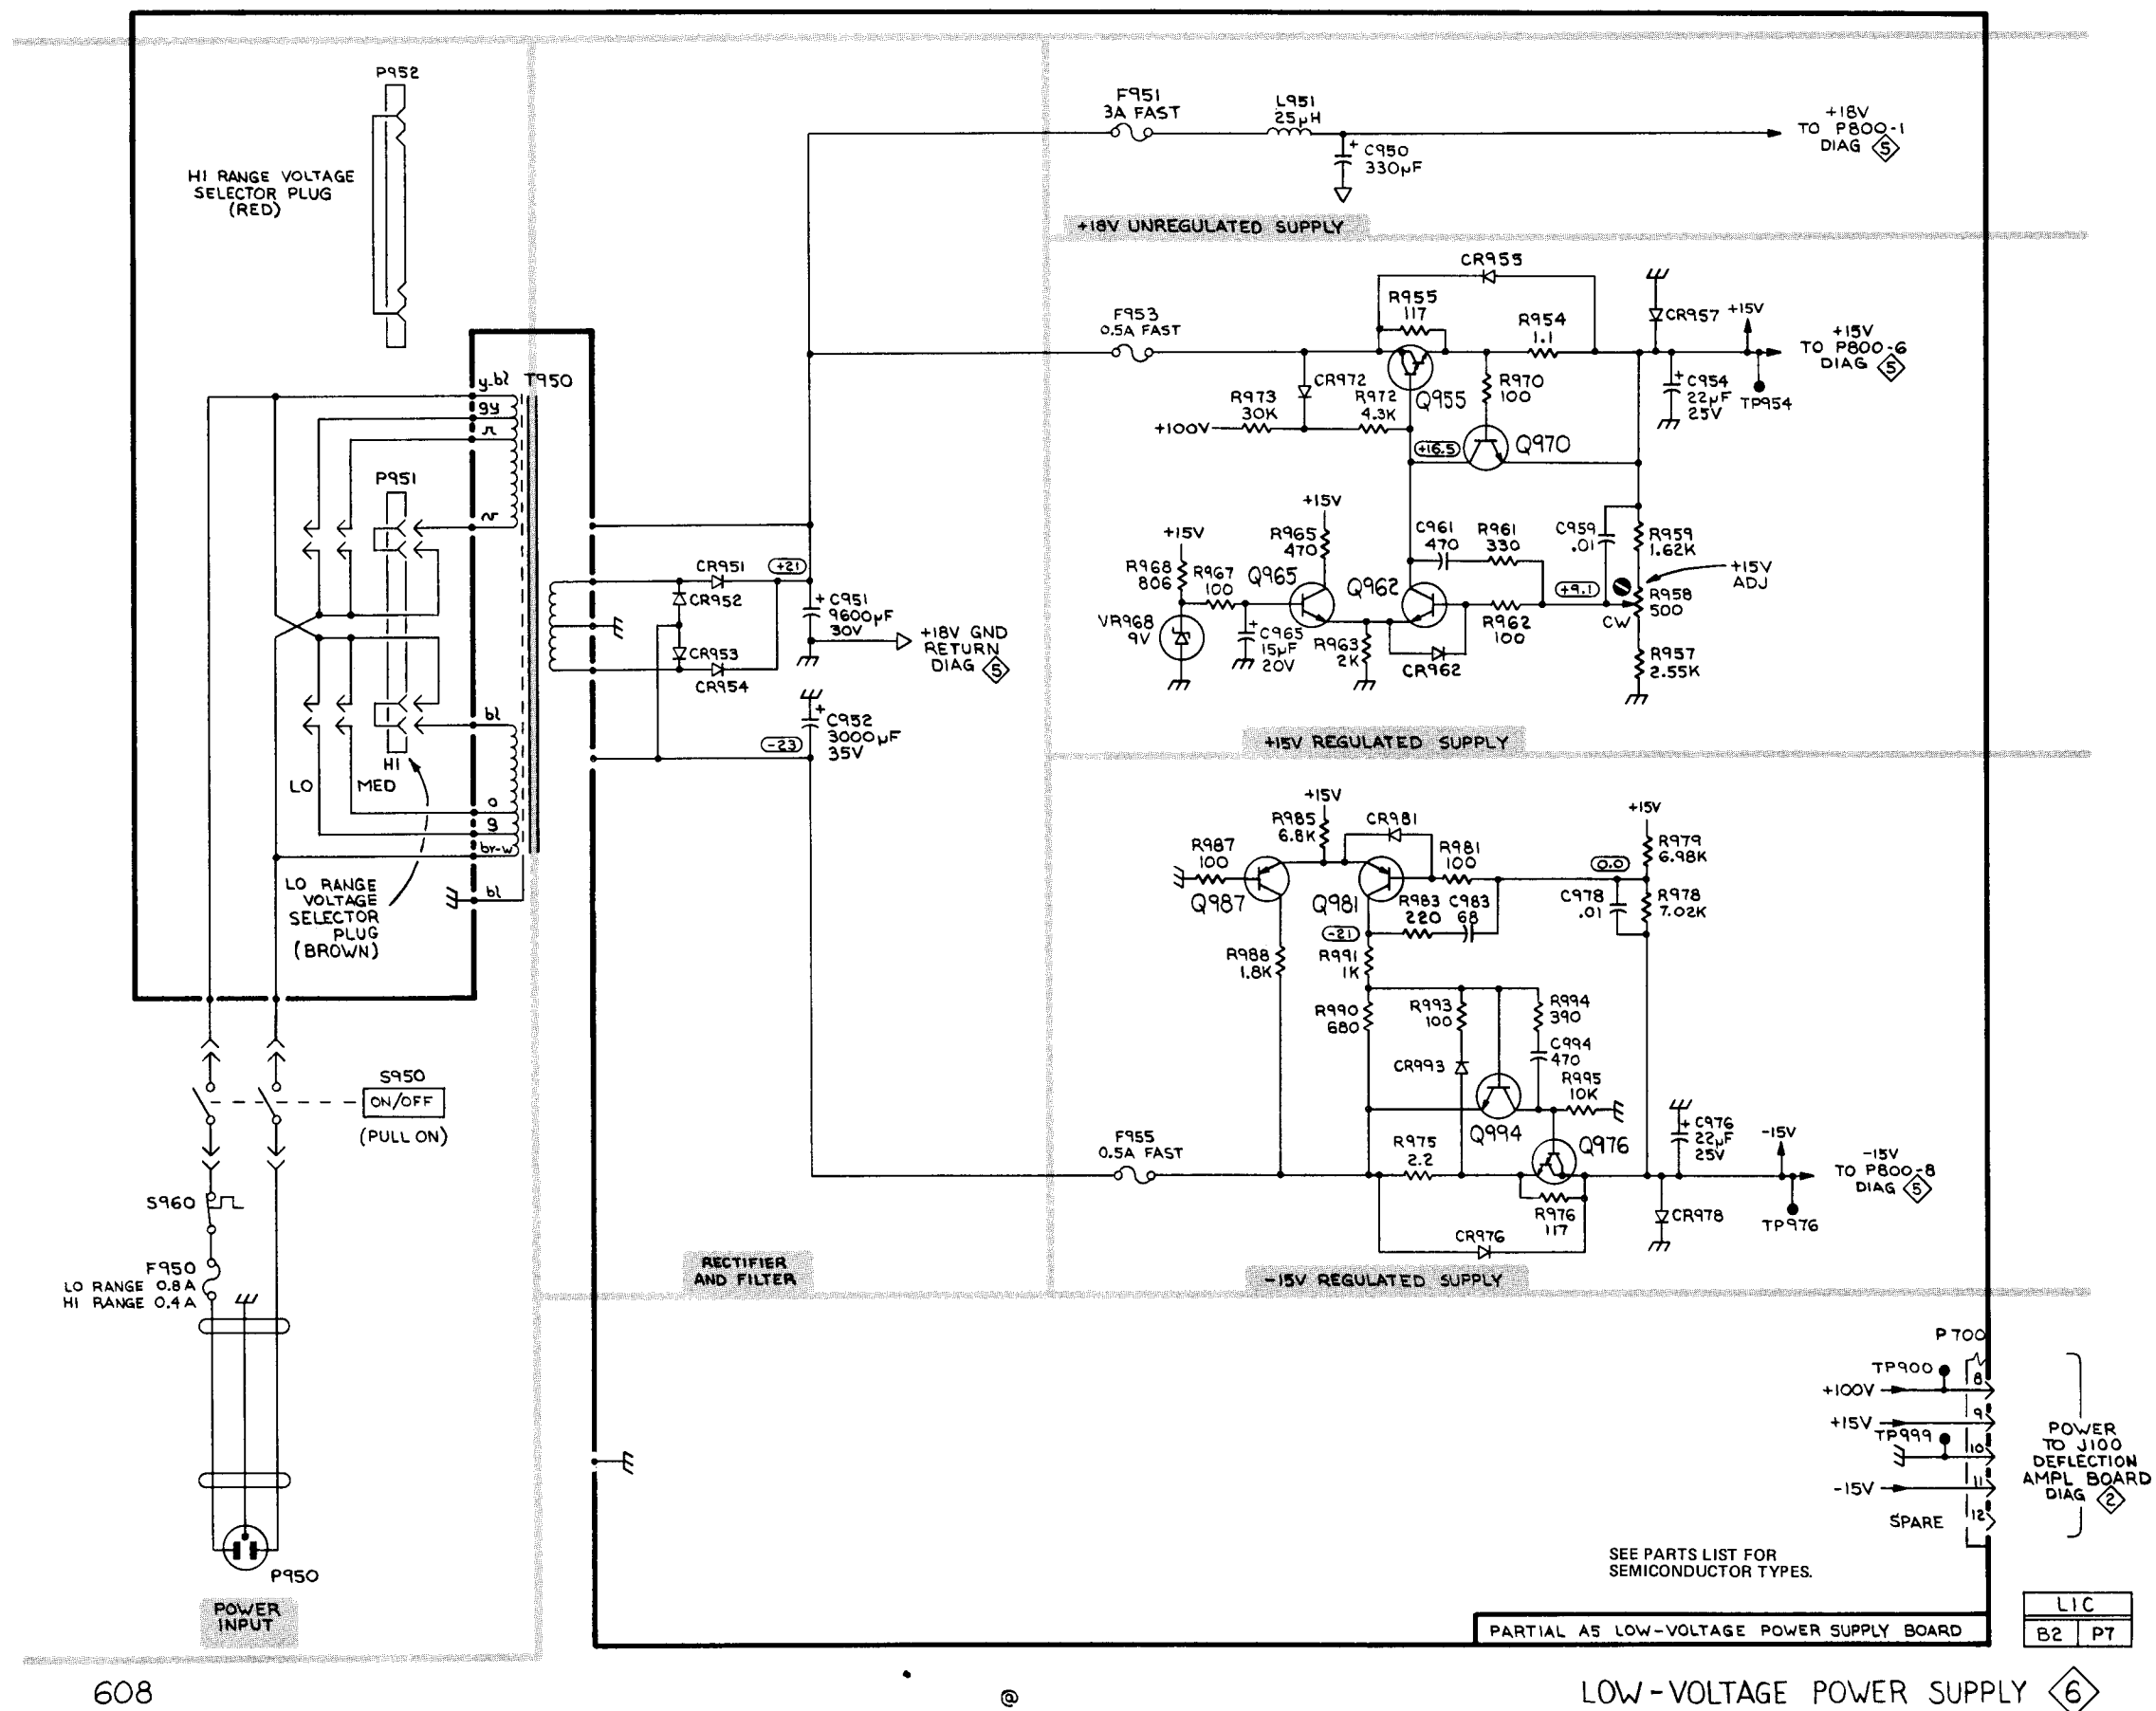 P952
HI RANGE VOLTAGE
SELECTOR PLUG
(RED)
F951
3A FAST
L951
25µH
+
C950
330µF
+18V
TO P800-1
DIAG 5
+18V UNREGULATED SUPPLY
F953
0.5A FAST
CR955
R955
117
R954
1.1
CR957
+15V
+15V
TO P800-6
DIAG 5
+
C954
22µF
25V
TP954
CR972
R973
30K
R972
4.3K
+100V
Q955
R970
100
+16.5
Q970
+15V
R968
806
R967
100
VR968
9V
+
C965
15µF
20V
+15V
R965
470
Q965
Q962
R963
2K
CR962
C961
470
R961
330
R962
100
C959
.01
+9.1
R959
1.62K
+15V
ADJ
R958
500
CW
R957
2.55K
+15V REGULATED SUPPLY
y-bl
T950
gy
P951
bl
o
g
br-w
bl
HI
LO
MED
LO RANGE
VOLTAGE
SELECTOR
PLUG
(BROWN)
CR951
+21
CR952
CR953
CR954
+
C951
9600µF
30V
+18V GND
RETURN
DIAG 5
+
C952
3000µF
35V
-23
+15V
R985
6.8K
CR981
R987
100
Q987
Q981
R981
100
R983
220
C983
68
-21
0.0
+15V
R979
6.98K
C978
.01
R978
7.02K
R988
1.8K
R991
1K
R990
680
R993
100
R994
390
C994
470
CR993
R995
10K
Q994
Q976
F955
0.5A FAST
R975
2.2
R976
117
CR976
+
C976
22µF
25V
-15V
-15V
TO P800-8
DIAG 5
CR978
TP976
-15V REGULATED SUPPLY
RECTIFIER
AND FILTER
S950
ON/OFF
(PULL ON)
S960
F950
LO RANGE 0.8A
HI RANGE 0.4A
P950
POWER
INPUT
P700
TP900
+100V
8
+15V
9
TP999
10
-15V
11
SPARE
12
POWER
TO J100
DEFLECTION
AMPL BOARD
DIAG 2
SEE PARTS LIST FOR
SEMICONDUCTOR TYPES.
PARTIAL A5 LOW-VOLTAGE POWER SUPPLY BOARD
LIC
B2 P7
608
@
LOW-VOLTAGE POWER SUPPLY 6